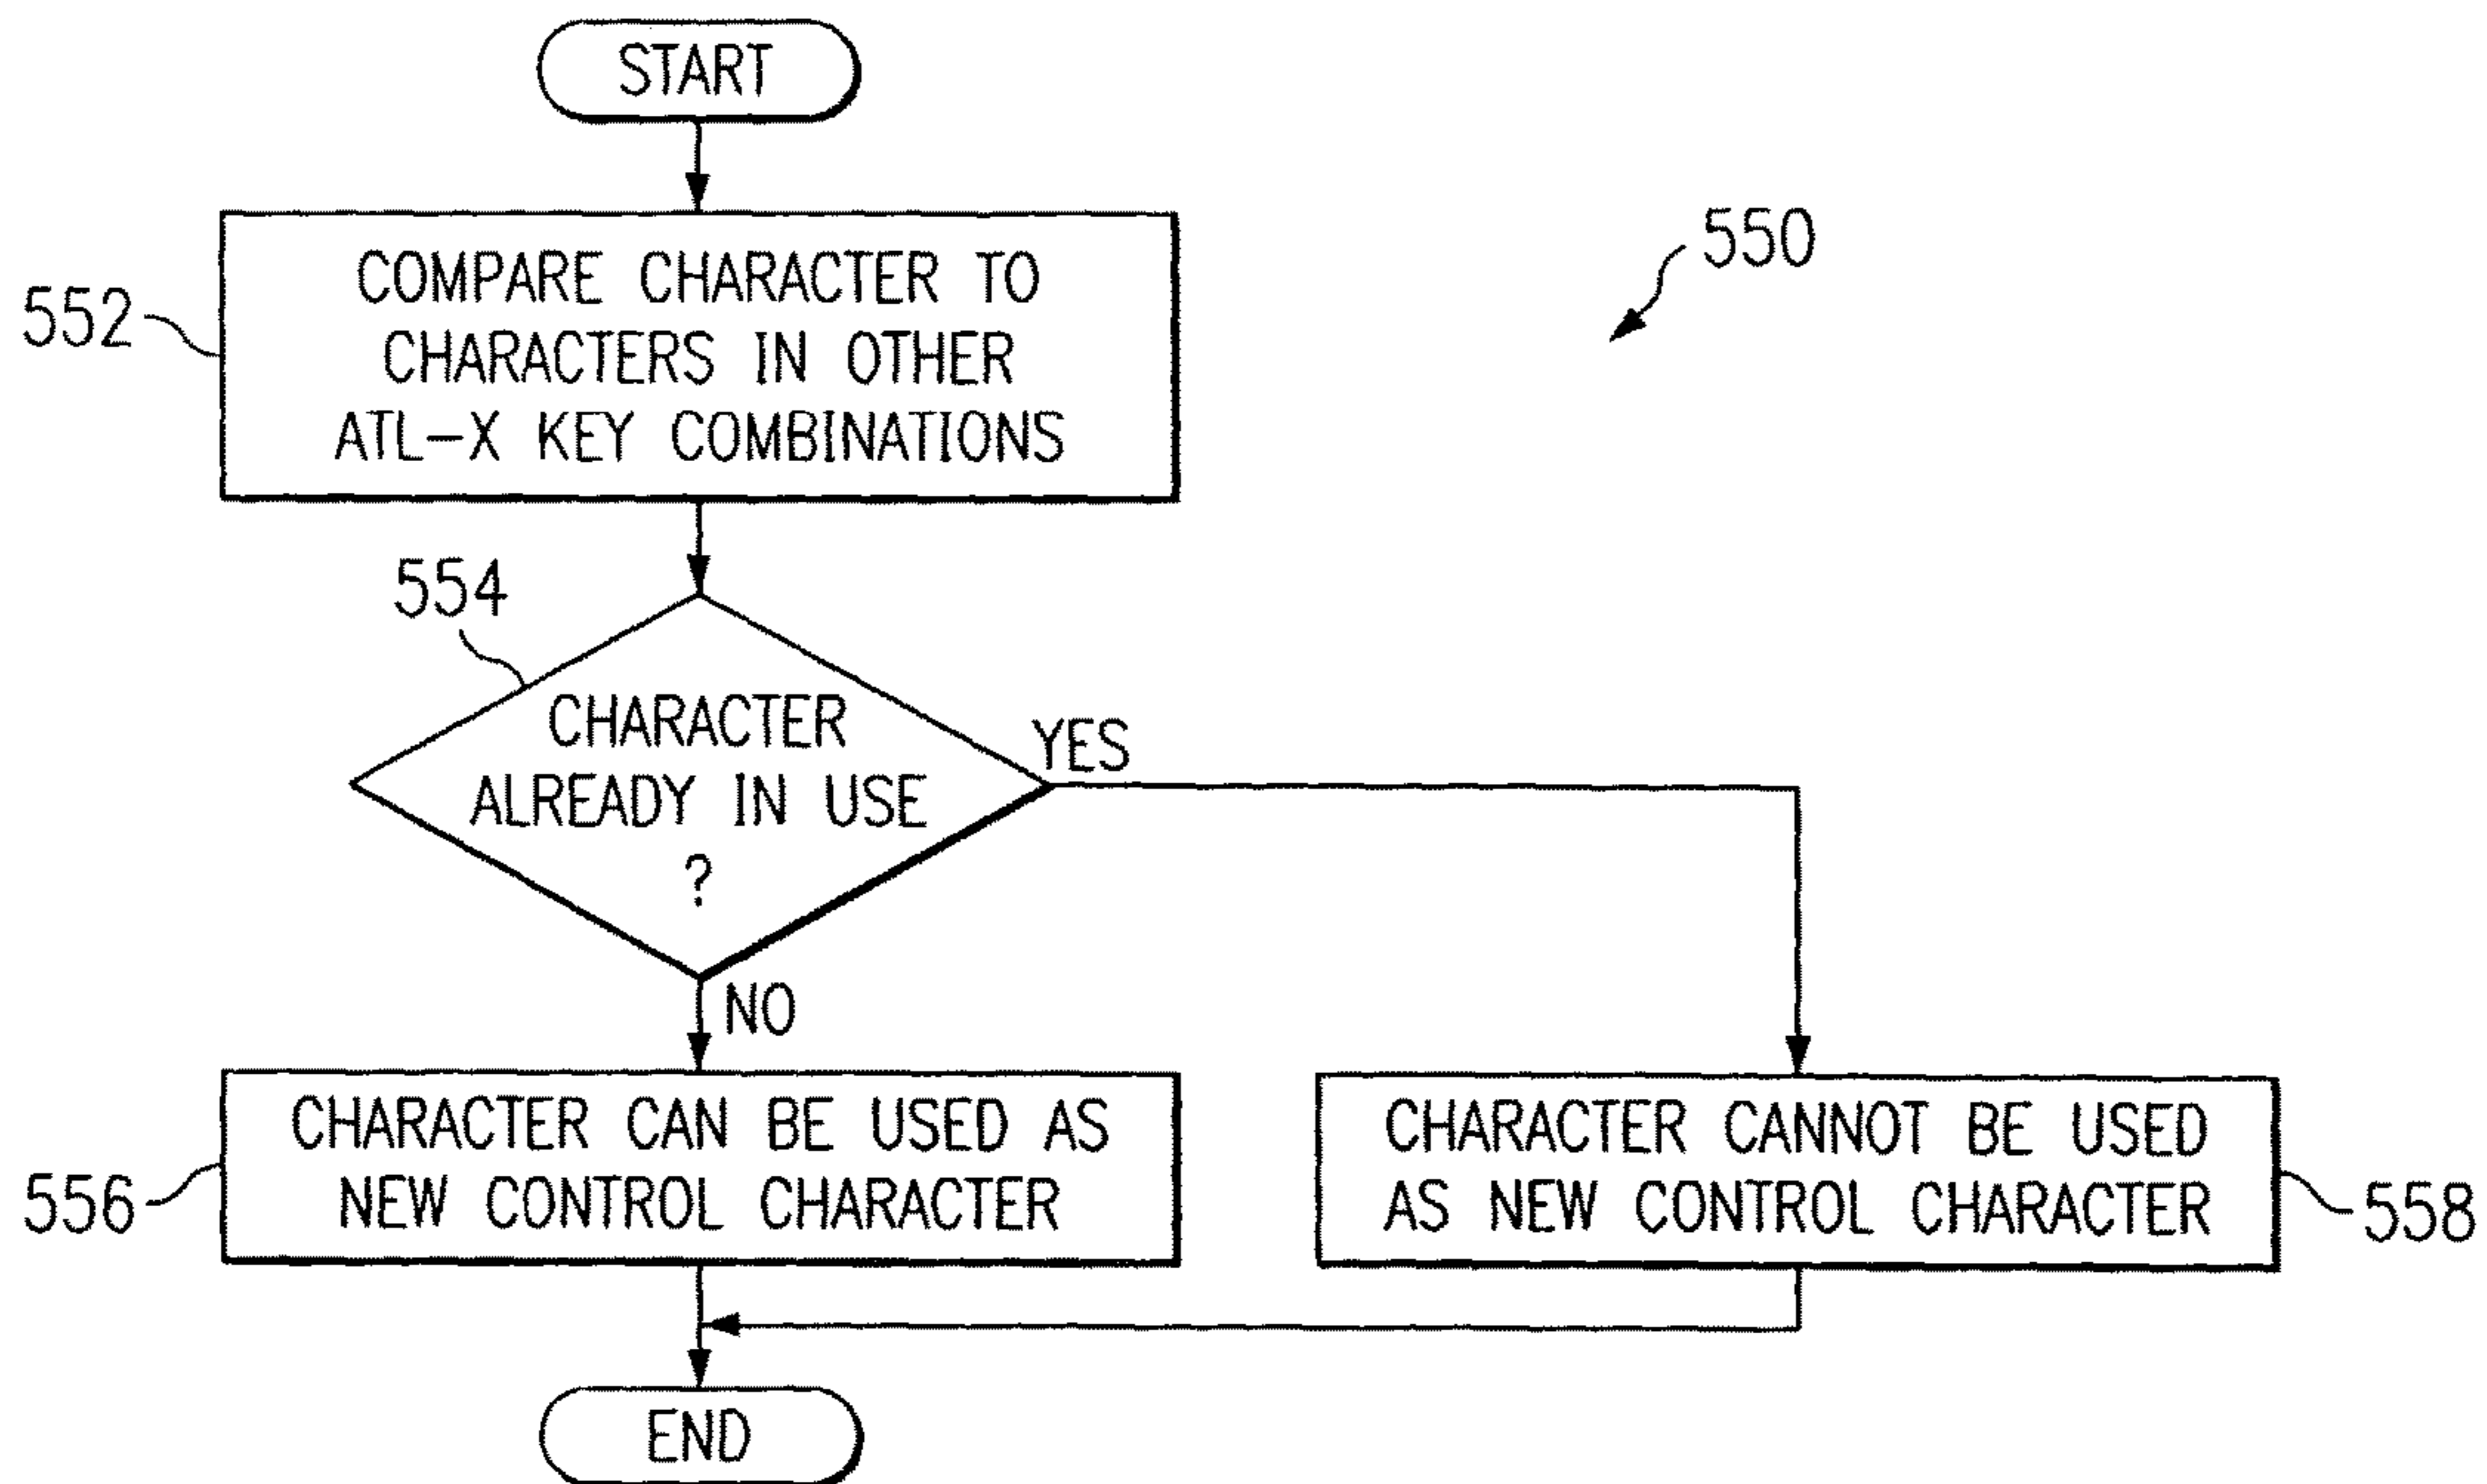 START
550
552
COMPARE CHARACTER TO
CHARACTERS IN OTHER
ATL-X KEY COMBINATIONS
554
CHARACTER
ALREADY IN USE
?
YES
NO
556
CHARACTER CAN BE USED AS
NEW CONTROL CHARACTER
CHARACTER CANNOT BE USED
AS NEW CONTROL CHARACTER
558
END